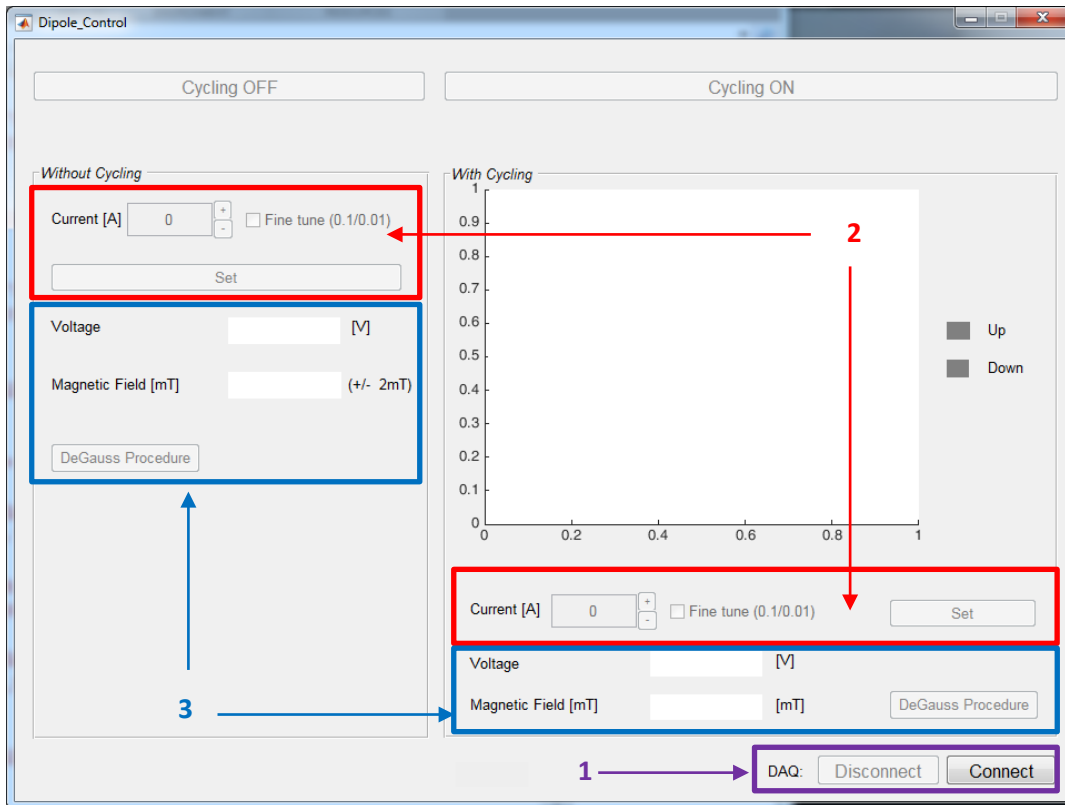 Dipole_Control
Cycling OFF
Cycling ON
Without Cycling
Current [A]
0
+
-
Fine tune (0.1/0.01)
Set
Voltage
[V]
Magnetic Field [mT]
(+/- 2mT)
DeGauss Procedure
3
With Cycling
1
0.9
0.8
0.7
0.6
0.5
0.4
0.3
0.2
0.1
0
0 0.2 0.4 0.6 0.8 1
2
Up
Down
Current [A]
0
+
-
Fine tune (0.1/0.01)
Set
Voltage
[V]
Magnetic Field [mT]
[mT]
DeGauss Procedure
1
DAQ:
Disconnect
Connect